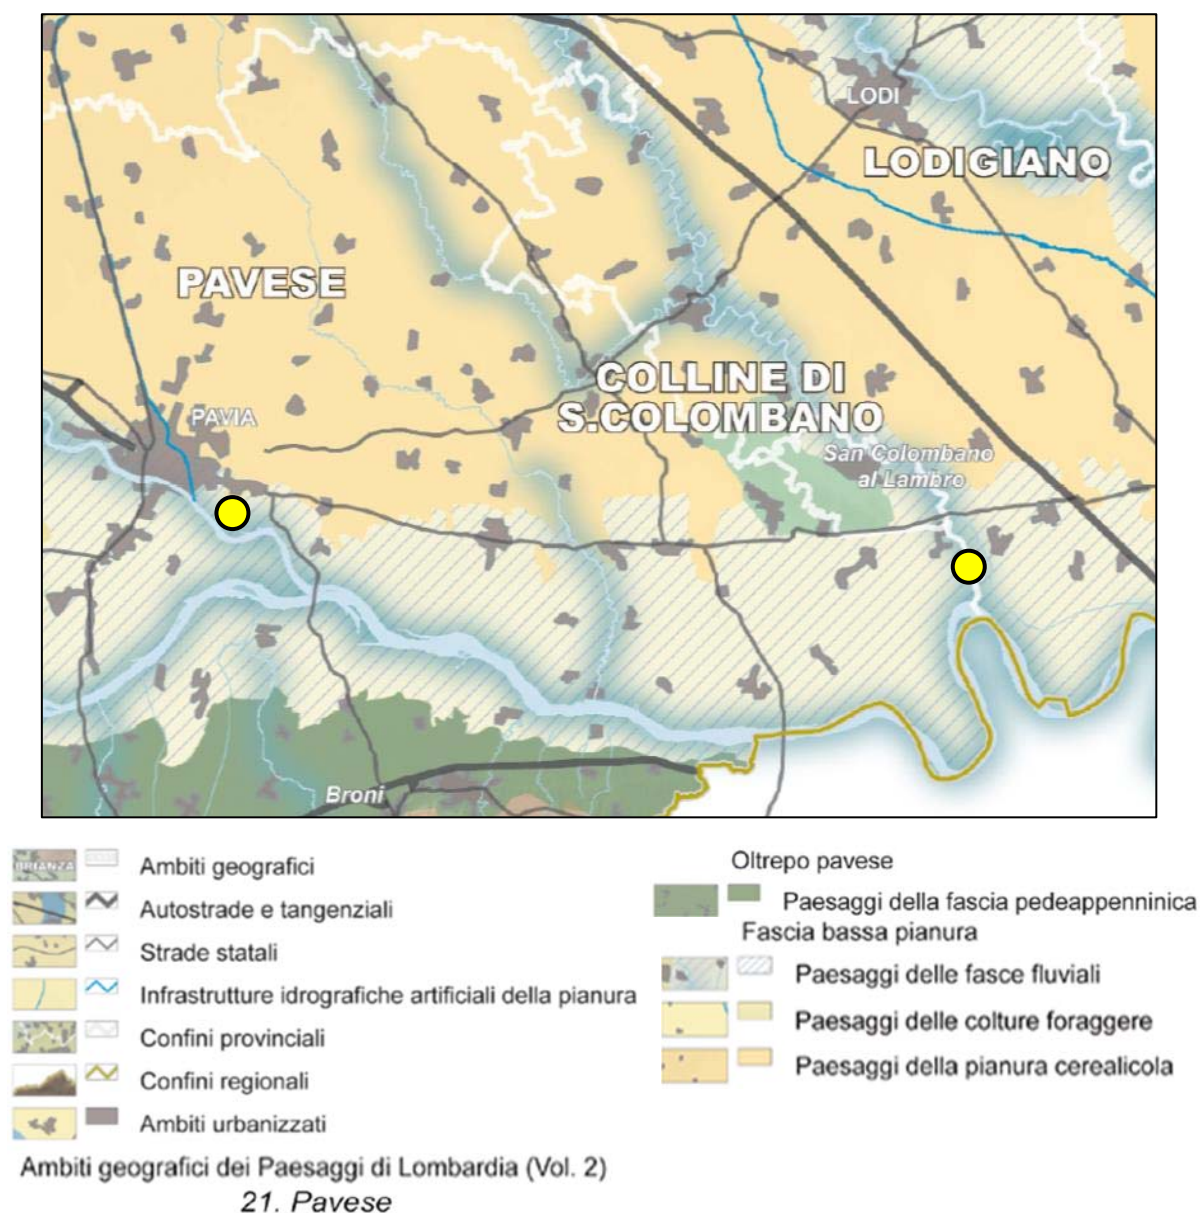 LODI
LODIGIANO
PAVESE
COLLINE DI
S.COLOMBANO
PAVIA
San Colombano
al Lambro
Broni
BRIANZA
Ambiti geografici
Autostrade e tangenziali
Strade statali
Infrastrutture idrografiche artificiali della pianura
Confini provinciali
Confini regionali
Ambiti urbanizzati
Oltrepo pavese
Paesaggi della fascia pedeappenninica
Fascia bassa pianura
Paesaggi delle fasce fluviali
Paesaggi delle colture foraggere
Paesaggi della pianura cerealicola
Ambiti geografici dei Paesaggi di Lombardia (Vol. 2)
21. Pavese